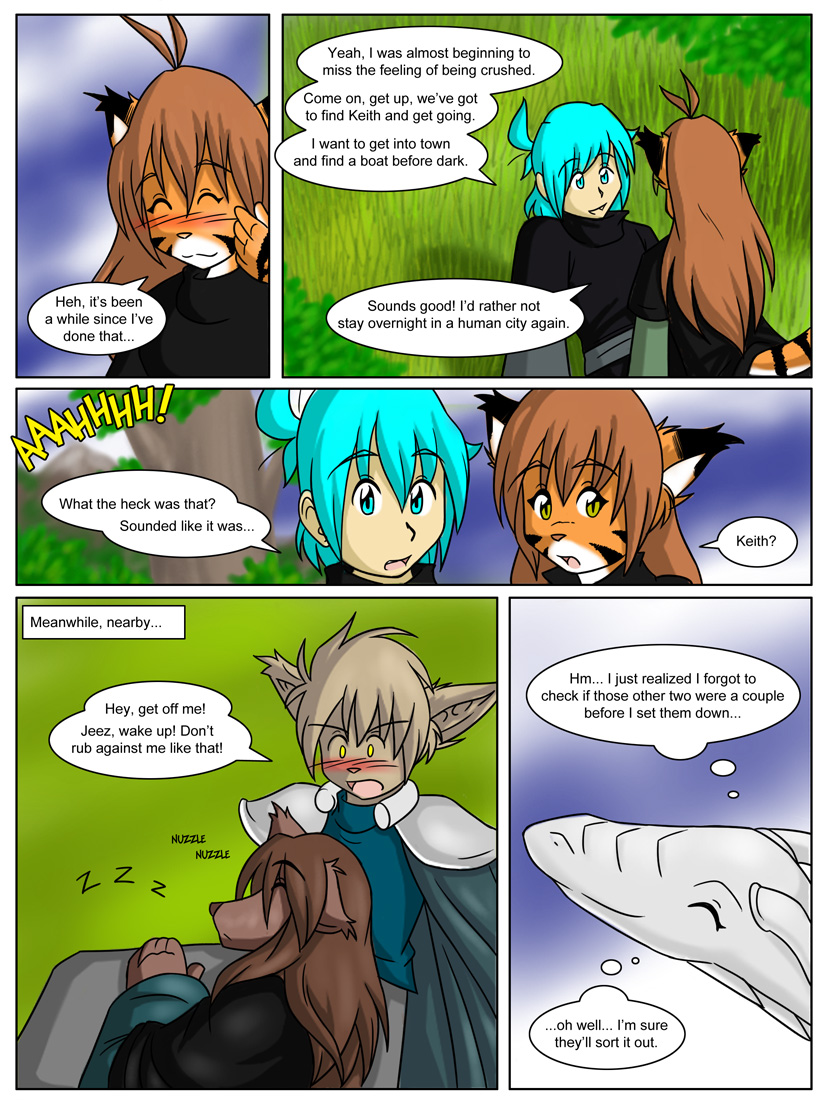 Heh, it's been
a while since I've
done that...
Yeah, I was almost beginning to
miss the feeling of being crushed.
Come on, get up, we've got
to find Keith and get going.
I want to get into town
and find a boat before dark.
Sounds good! I'd rather not
stay overnight in a human city again.
AAAHHHH!
What the heck was that?
Sounded like it was...
Keith?
Meanwhile, nearby...
Hey, get off me!
Jeez, wake up! Don't
rub against me like that!
NUZZLE
NUZZLE
Z Z Z
Hm... I just realized I forgot to
check if those other two were a couple
before I set them down...
...oh well... I'm sure
they'll sort it out.